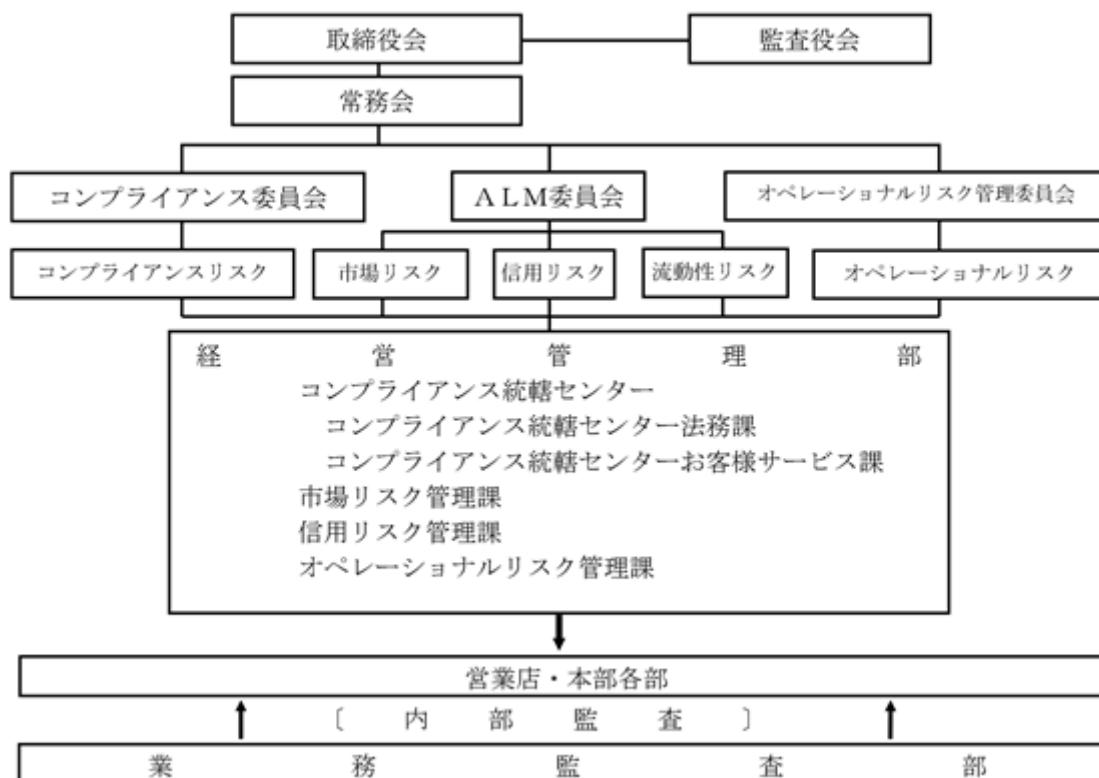 取締役会
監査役会
常務会
コンプライアンス委員会
ALM委員会
オペレーショナルリスク管理委員会
コンプライアンスリスク
市場リスク
信用リスク
流動性リスク
オペレーショナルリスク
経営管理部
コンプライアンス統轄センター
コンプライアンス統轄センター法務課
コンプライアンス統轄センターお客様サービス課
市場リスク管理課
信用リスク管理課
オペレーショナルリスク管理課
営業店・本部各部
〔内部監査〕
業務監査部